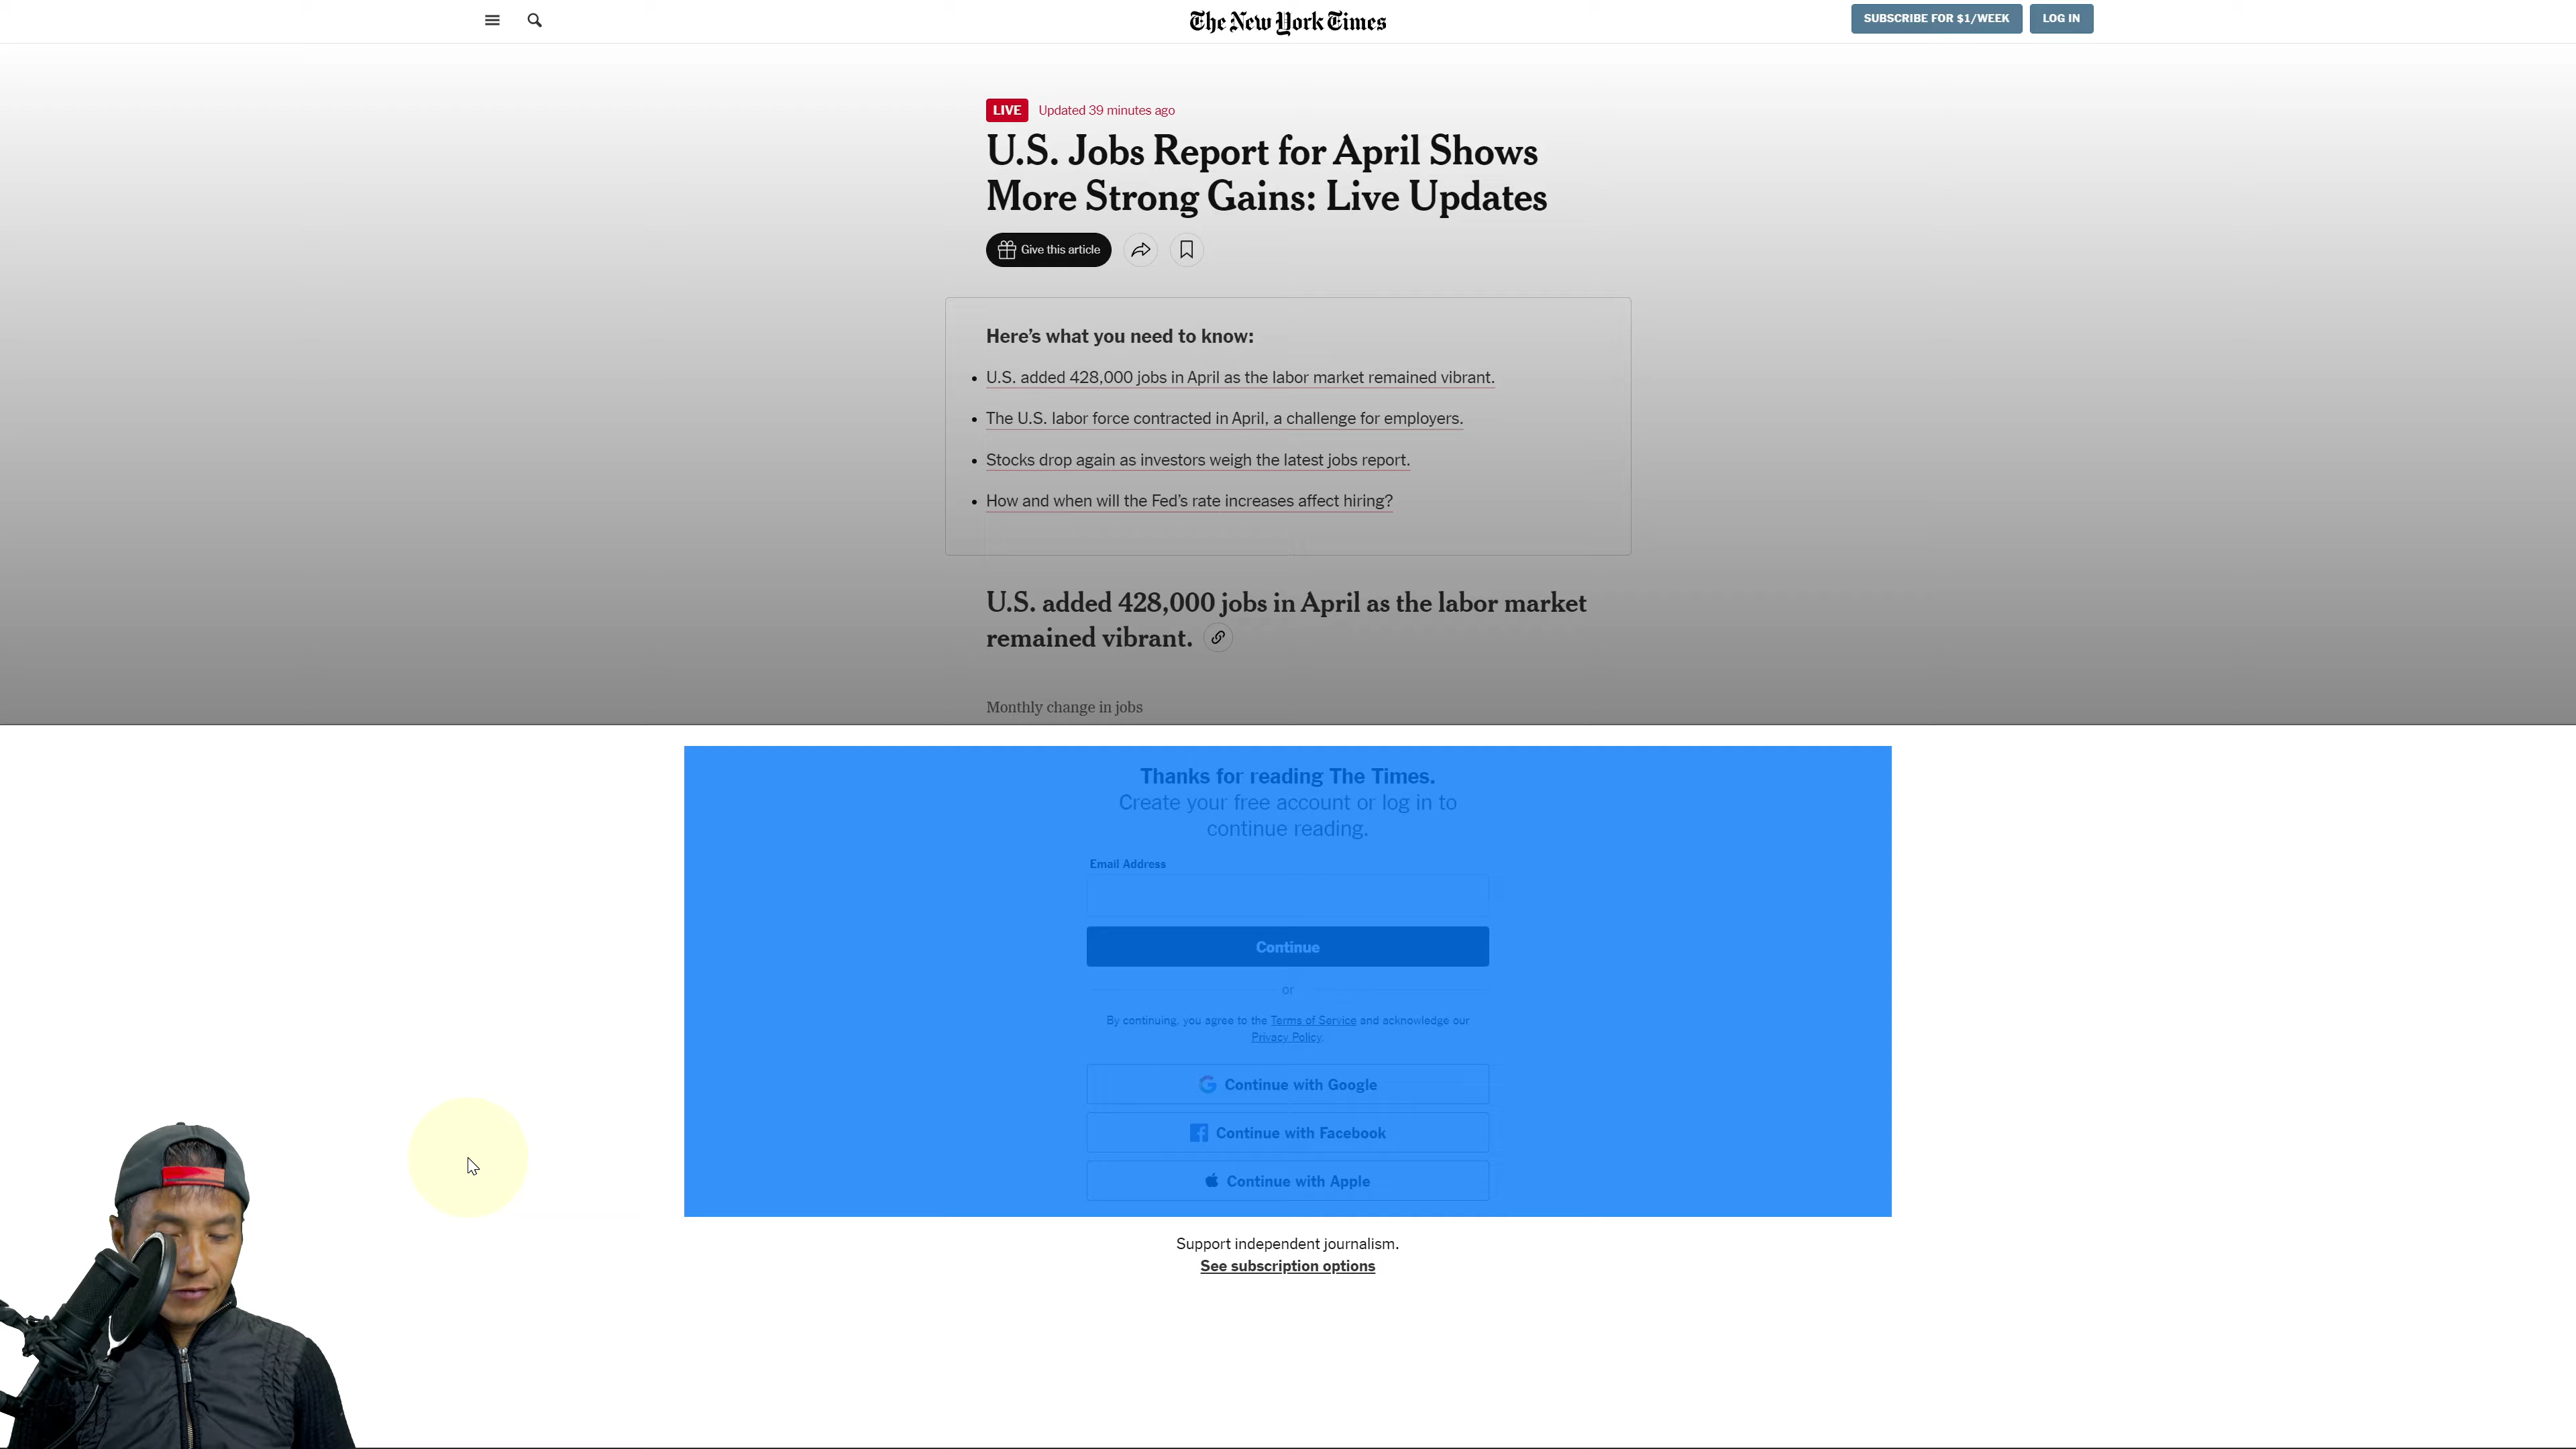 The New York Times
SUBSCRIBE FOR $1/WEEK
LOG IN
LIVE
Updated 39 minutes ago
U.S. Jobs Report for April Shows
More Strong Gains: Live Updates
Give this article
Here's what you need to know:
• U.S. added 428,000 jobs in April as the labor market remained vibrant.
• The U.S. labor force contracted in April, a challenge for employers.
• Stocks drop again as investors weigh the latest jobs report.
• How and when will the Fed's rate increases affect hiring?
U.S. added 428,000 jobs in April as the labor market
remained vibrant.
Monthly change in jobs
Thanks for reading The Times.
Create your free account or log in to
continue reading.
Email Address
Continue
or
By continuing, you agree to the Terms of Service and acknowledge our
Privacy Policy.
Continue with Google
Continue with Facebook
Continue with Apple
Support independent journalism.
See subscription options